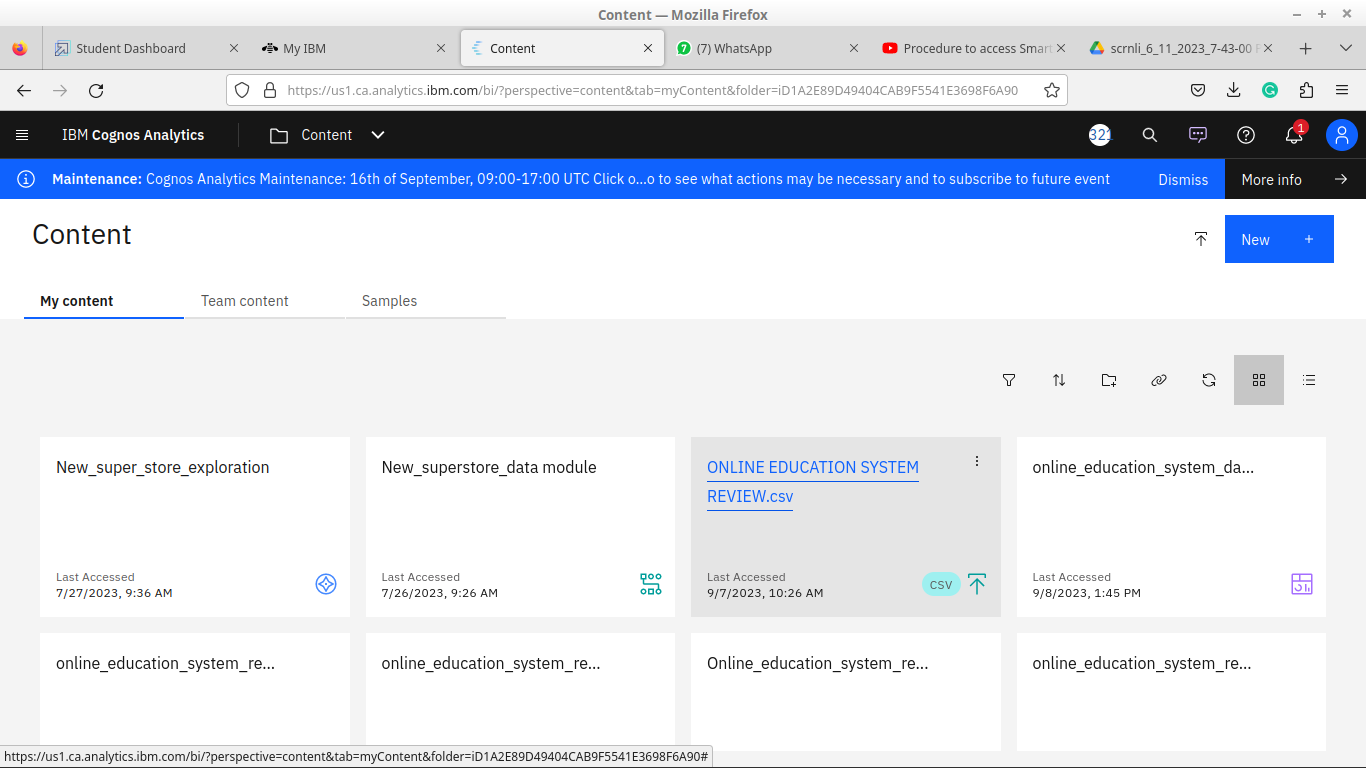 Content — Mozilla Firefox
Student Dashboard
My IBM
Content
(7) WhatsApp
Procedure to access Smar
scrnli_6_11_2023_7-43-00
https://us1.ca.analytics.ibm.com/bi/?perspective=content&tab=myContent&folder=iD1A2E89D49404CAB9F5541E3698F6A90
IBM Cognos Analytics
Content
321
1
Maintenance: Cognos Analytics Maintenance: 16th of September, 09:00-17:00 UTC Click o...o to see what actions may be necessary and to subscribe to future event
Dismiss
More info
Content
New +
My content
Team content
Samples
New_super_store_exploration
New_superstore_data module
ONLINE EDUCATION SYSTEM
REVIEW.csv
online_education_system_da...
Last Accessed
7/27/2023, 9:36 AM
Last Accessed
7/26/2023, 9:26 AM
Last Accessed
9/7/2023, 10:26 AM
CSV
Last Accessed
9/8/2023, 1:45 PM
online_education_system_re...
online_education_system_re...
Online_education_system_re...
online_education_system_re...
https://us1.ca.analytics.ibm.com/bi/?perspective=content&tab=myContent&folder=iD1A2E89D49404CAB9F5541E3698F6A90#